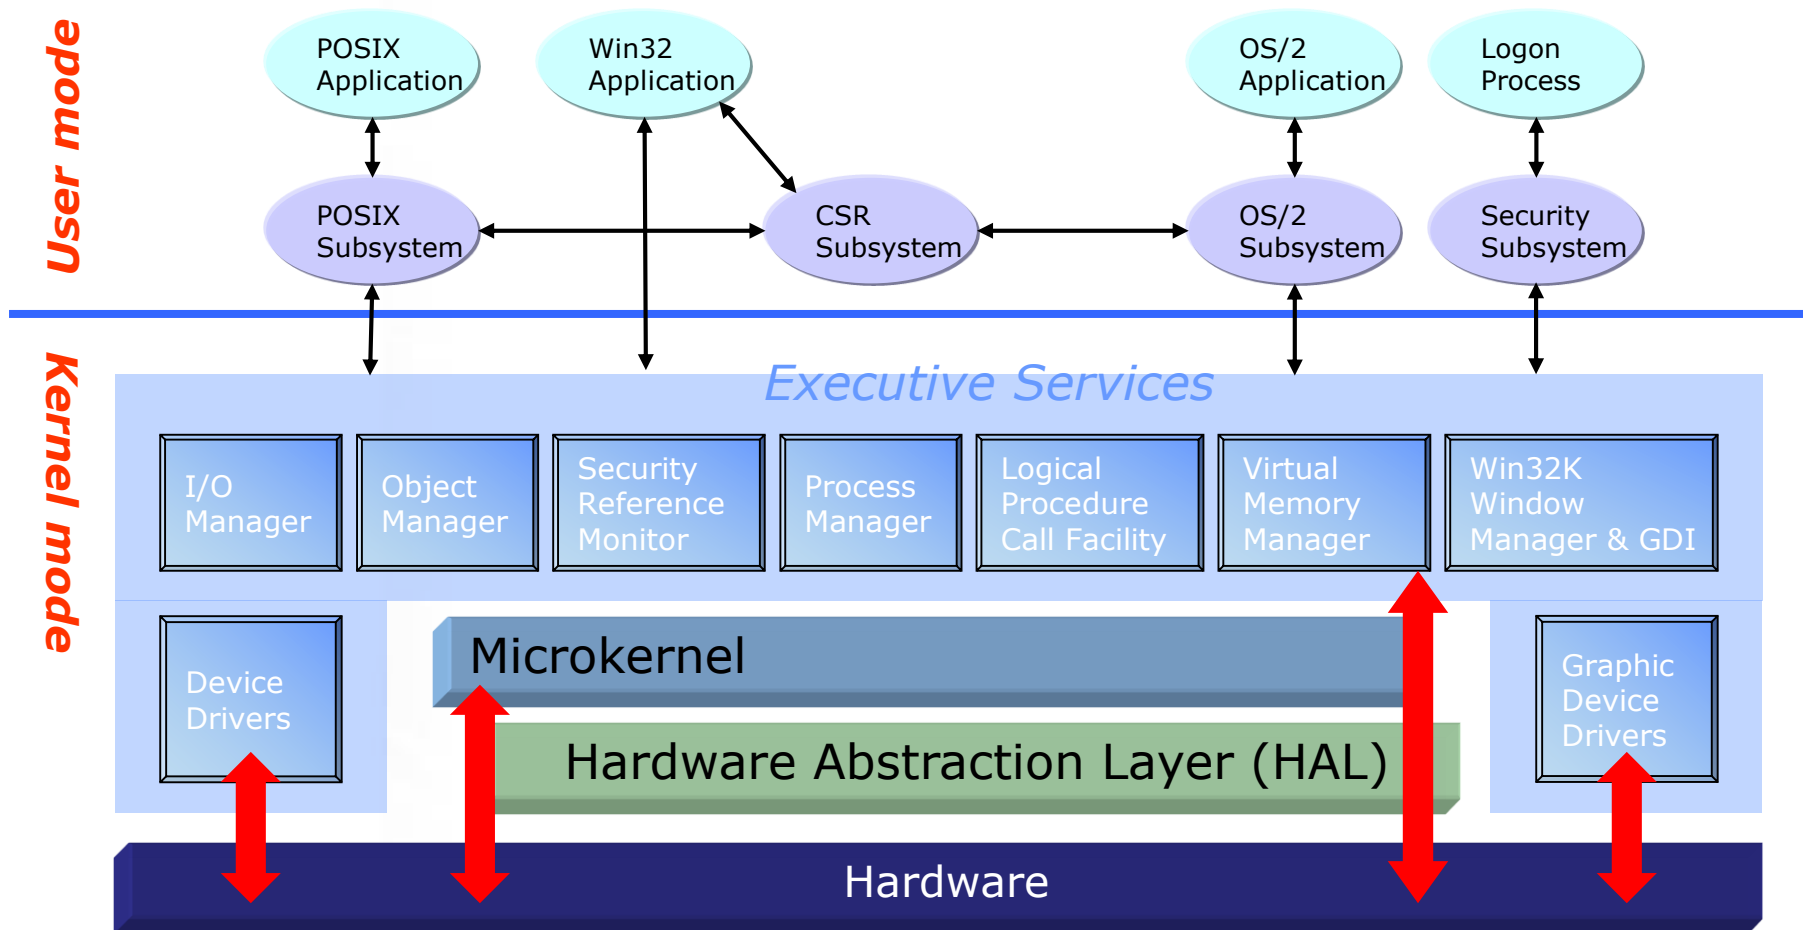 User mode
POSIX
Application
Win32
Application
OS/2
Application
Logon
Process
POSIX
Subsystem
CSR
Subsystem
OS/2
Subsystem
Security
Subsystem
Kernel mode
Executive Services
I/O
Manager
Object
Manager
Security
Reference
Monitor
Process
Manager
Logical
Procedure
Call Facility
Virtual
Memory
Manager
Win32K
Window
Manager & GDI
Device
Drivers
Microkernel
Graphic
Device
Drivers
Hardware Abstraction Layer (HAL)
Hardware